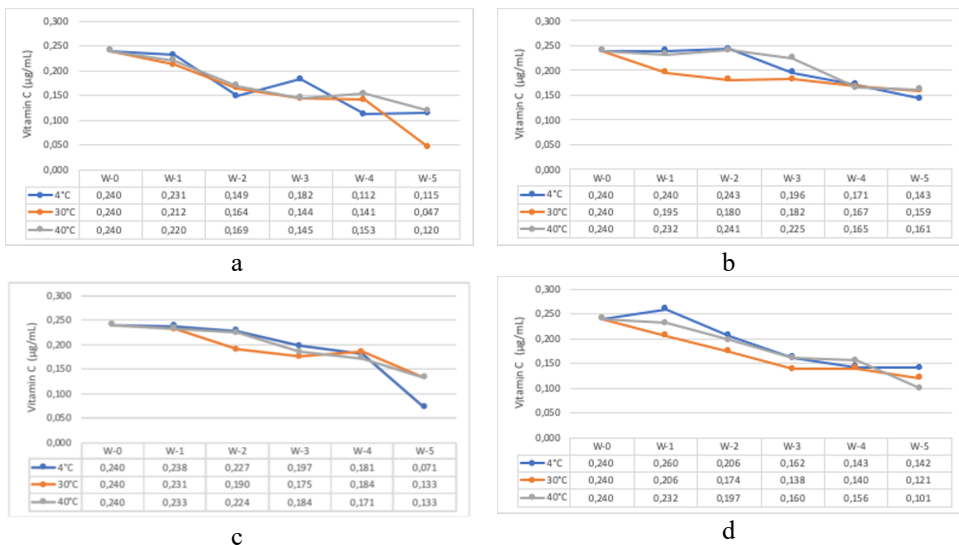 0,300
0,250
0,200
0,150
0,100
0,050
0,000
Vitamin C (µg/mL)
W-0 W-1 W-2 W-3 W-4 W-5
4°C 0,240 0,231 0,149 0,182 0,112 0,115
30°C 0,240 0,212 0,164 0,144 0,141 0,047
40°C 0,240 0,220 0,169 0,145 0,153 0,120
a
0,300
0,250
0,200
0,150
0,100
0,050
0,000
Vitamin C (µg/mL)
W-0 W-1 W-2 W-3 W-4 W-5
4°C 0,240 0,240 0,243 0,196 0,171 0,143
30°C 0,240 0,195 0,180 0,182 0,167 0,159
40°C 0,240 0,232 0,241 0,225 0,165 0,161
b
0,300
0,250
0,200
0,150
0,100
0,050
0,000
Vitamin C (µg/mL)
W-0 W-1 W-2 W-3 W-4 W-5
4°C 0,240 0,238 0,227 0,197 0,181 0,071
30°C 0,240 0,231 0,190 0,175 0,184 0,133
40°C 0,240 0,233 0,224 0,184 0,171 0,133
c
0,300
0,250
0,200
0,150
0,100
0,050
0,000
Vitamin C (µg/mL)
W-0 W-1 W-2 W-3 W-4 W-5
4°C 0,240 0,260 0,206 0,162 0,143 0,142
30°C 0,240 0,206 0,174 0,138 0,140 0,121
40°C 0,240 0,232 0,197 0,160 0,156 0,101
d